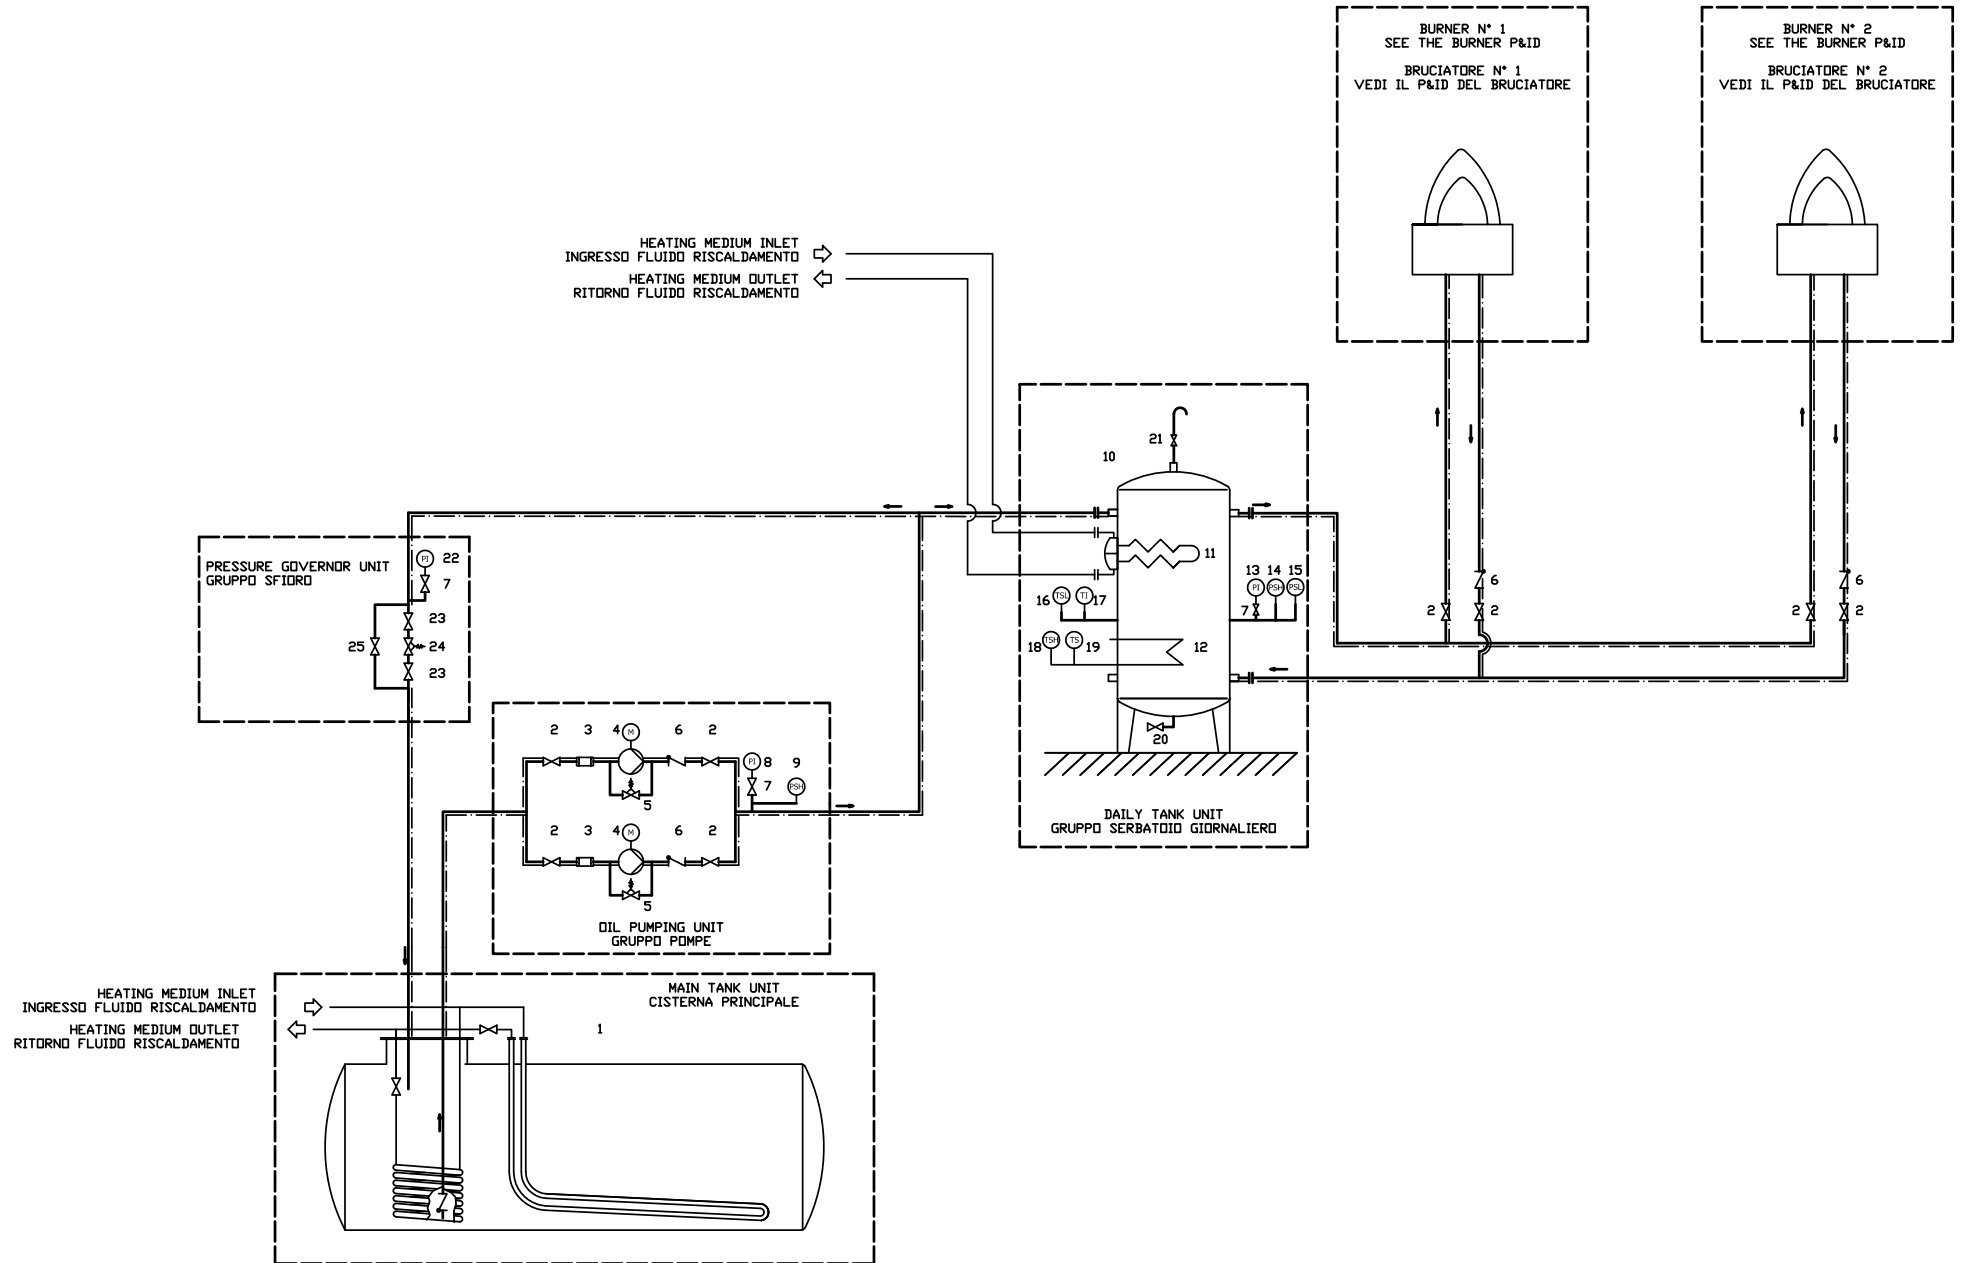 BURNER N° 1
SEE THE BURNER P&ID
BRUCIATORE N° 1
VEDI IL P&ID DEL BRUCIATORE
BURNER N° 2
SEE THE BURNER P&ID
BRUCIATORE N° 2
VEDI IL P&ID DEL BRUCIATORE
HEATING MEDIUM INLET
INGRESSO FLUIDO RISCALDAMENTO
HEATING MEDIUM OUTLET
RITORNO FLUIDO RISCALDAMENTO
21
10
11
13 14 15
PI PSH PSL
7
16 TSL TI 17
18 TSH TS 19
12
20
DAILY TANK UNIT
GRUPPO SERBATOIO GIORNALIERO
6
2 2
6
2 2
PRESSURE GOVERNOR UNIT
GRUPPO SFIORO
PI 22
7
23
25 24
23
2 3 4 M 6 2
5
PI 8 9
7 PSH
2 3 4 M 6 2
5
OIL PUMPING UNIT
GRUPPO POMPE
MAIN TANK UNIT
CISTERNA PRINCIPALE
HEATING MEDIUM INLET
INGRESSO FLUIDO RISCALDAMENTO
HEATING MEDIUM OUTLET
RITORNO FLUIDO RISCALDAMENTO
1